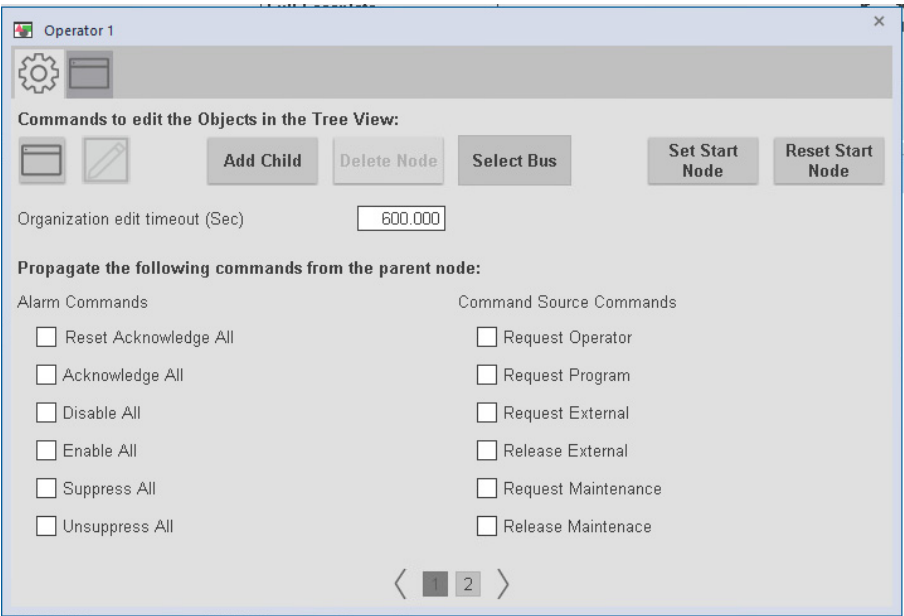 Operator 1
Commands to edit the Objects in the Tree View:
Add Child
Delete Node
Select Bus
Set Start
Node
Reset Start
Node
Organization edit timeout (Sec)
600.000
Propagate the following commands from the parent node:
Alarm Commands
Command Source Commands
Reset Acknowledge All
Request Operator
Acknowledge All
Request Program
Disable All
Request External
Enable All
Release External
Suppress All
Request Maintenance
Unsuppress All
Release Maintenace
1
2